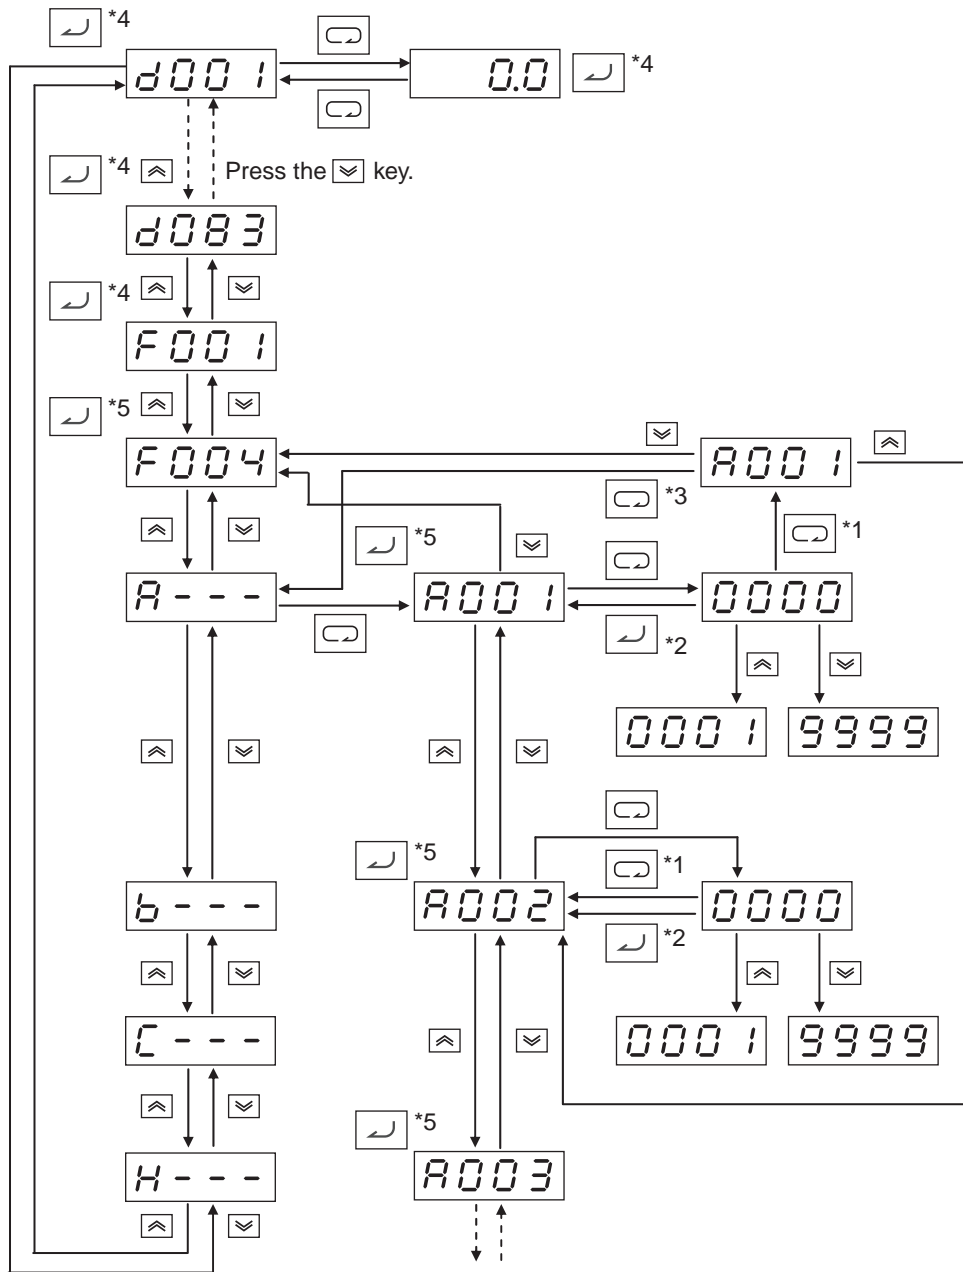 *4
d001
0.0
*4
*4
Press the key.
d083
*4
F001
*5
F004
A001
*3
*1
*5
A---
A001
0000
*2
0001
9999
*5
*1
b---
A002
0000
*2
C---
0001
9999
*5
H---
A003